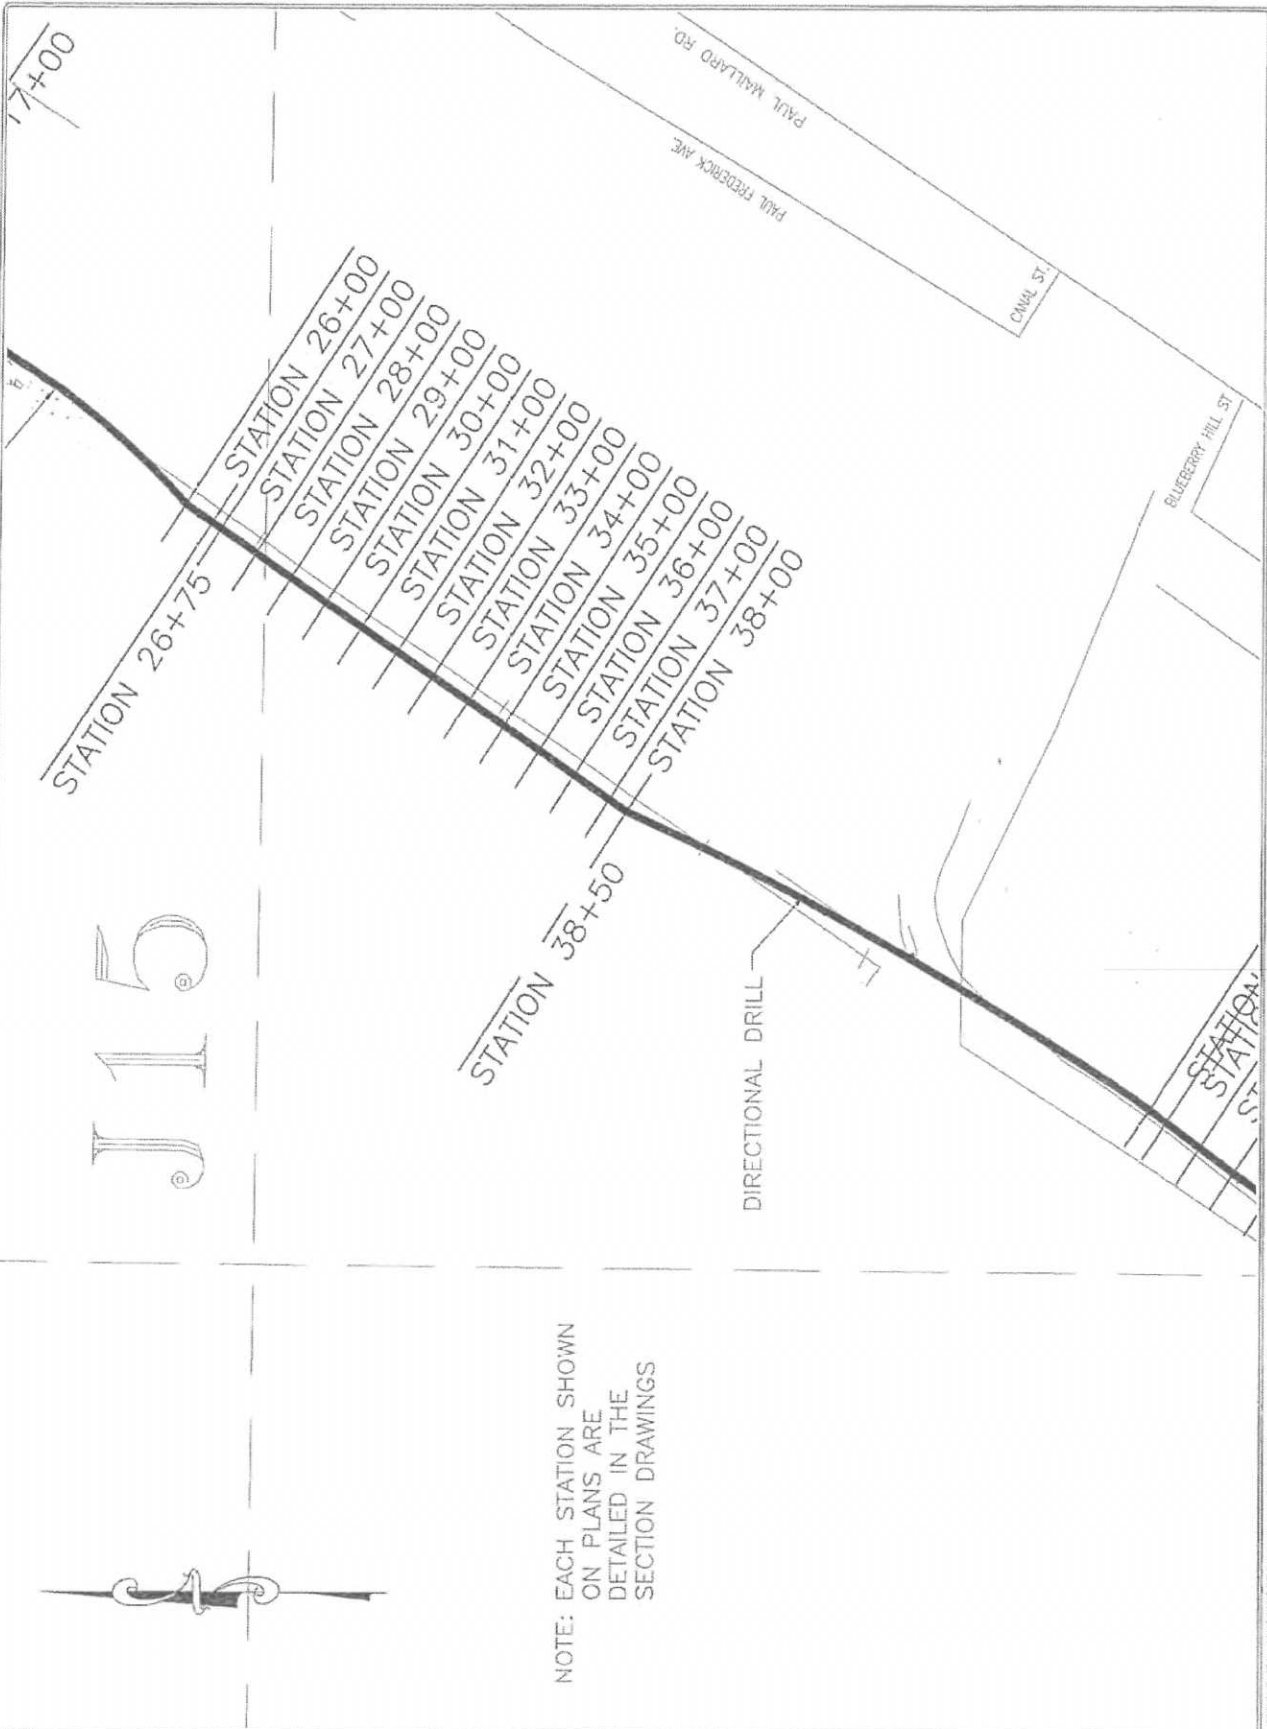 17+00
STATION 26+00
STATION 27+00
STATION 28+00
STATION 29+00
STATION 30+00
STATION 31+00
STATION 32+00
STATION 33+00
STATION 34+00
STATION 35+00
STATION 36+00
STATION 37+00
STATION 38+00
STATION 26+75
STATION 38+50
PAUL MAILLARD RD.
PAUL FREDERICK AVE.
CANAL ST.
BLUEBERRY HILL ST
J115
DIRECTIONAL DRILL
STATION
NOTE: EACH STATION SHOWN
ON PLANS ARE
DETAILED IN THE
SECTION DRAWINGS